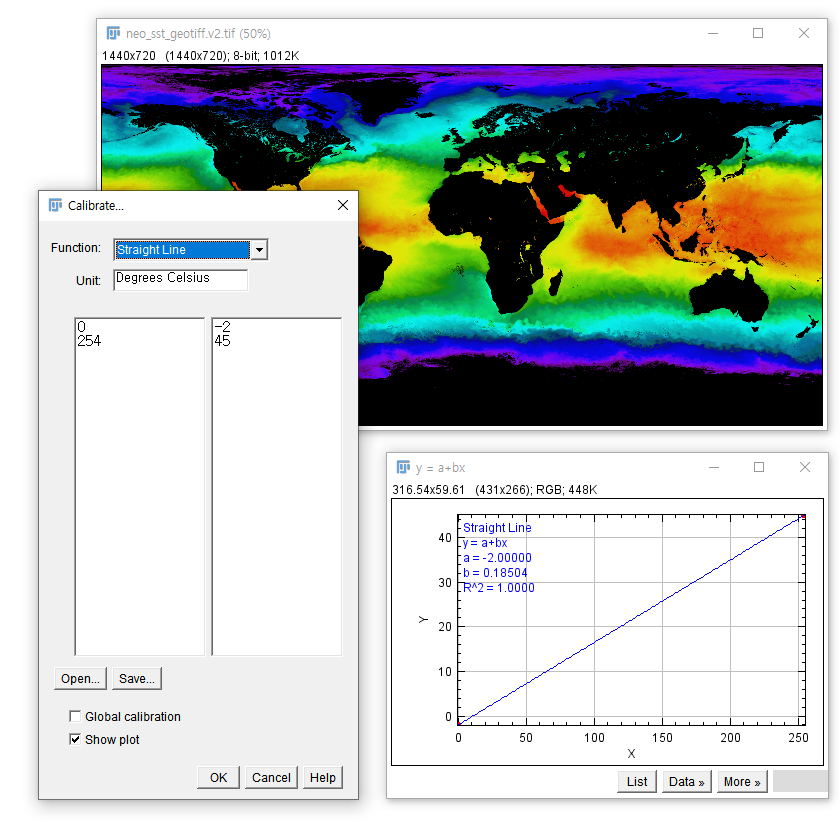 neo_sst_geotiff.v2.tif (50%)
1440x720 (1440x720); 8-bit; 1012K
Calibrate...
Function: Straight Line
Unit: Degrees Celsius
0
254
-2
45
Open... Save...
Global calibration
Show plot
OK Cancel Help
y = a+bx
316.54x59.61 (431x266); RGB; 448K
Straight Line
y = a+bx
a = -2.00000
b = 0.18504
R^2 = 1.0000
40
30
20
10
0
Y
0 50 100 150 200 250
X
List Data » More »